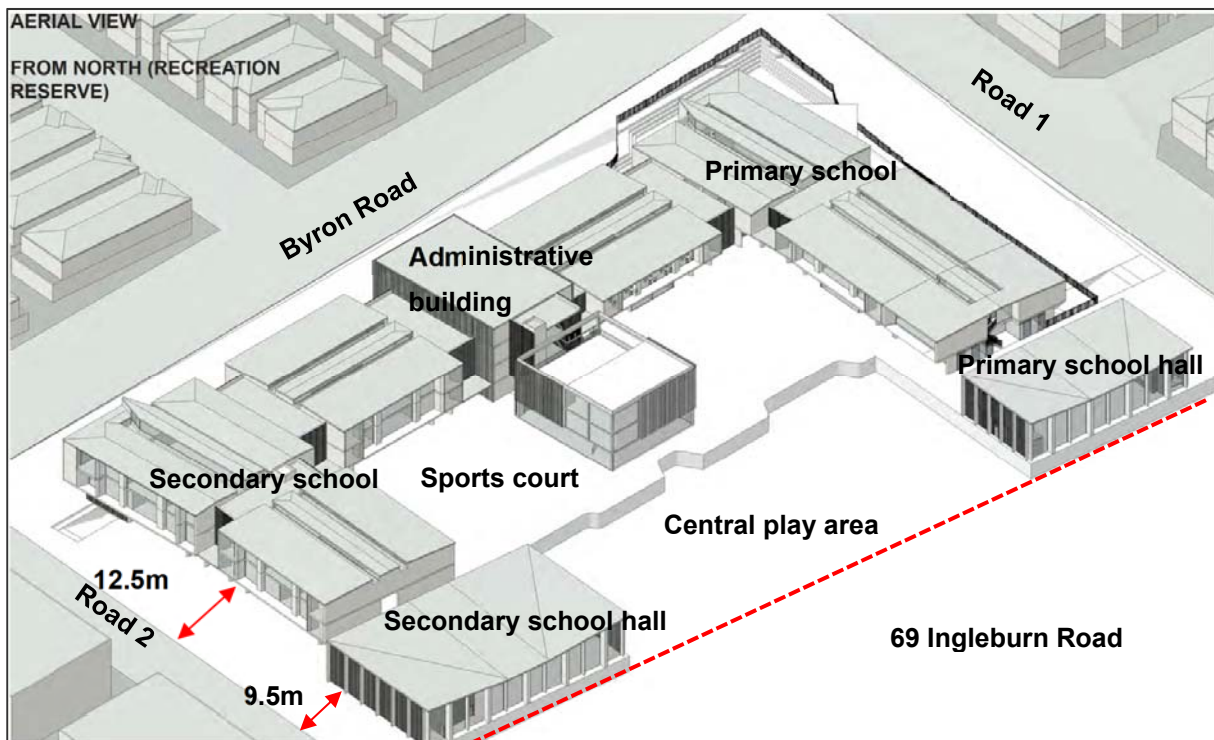 AERIAL VIEW
FROM NORTH (RECREATION
RESERVE)
Road 1
Primary school
Byron Road
Administrative
building
Primary school hall
Secondary school
Sports court
Central play area
12.5m
Road 2
Secondary school hall
69 Ingleburn Road
9.5m